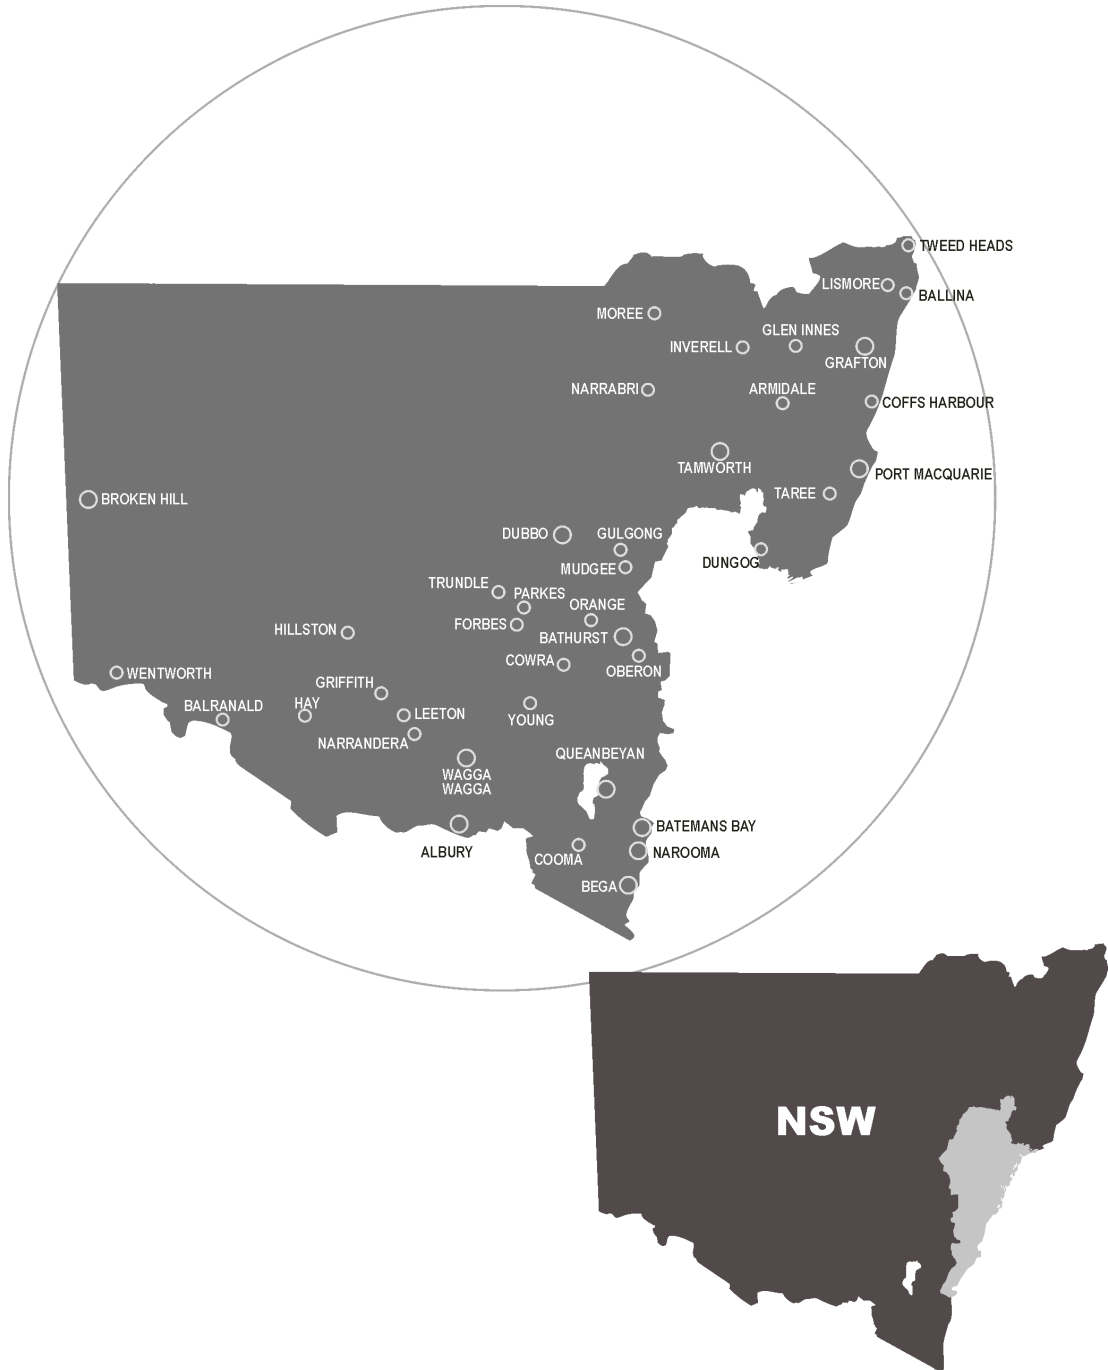 TWEED HEADS
LISMORE
BALLINA
MOREE
GLEN INNES
INVERELL
GRAFTON
NARRABRI
ARMIDALE
COFFS HARBOUR
TAMWORTH
PORT MACQUARIE
TAREE
BROKEN HILL
DUBBO
GULGONG
DUNGOG
MUDGEE
TRUNDLE
PARKES
ORANGE
FORBES
HILLSTON
BATHURST
COWRA
OBERON
WENTWORTH
GRIFFITH
BALRANALD
HAY
LEETON
YOUNG
NARRANDERA
QUEANBEYAN
WAGGA
WAGGA
BATEMANS BAY
ALBURY
NAROOMA
COOMA
BEGA
NSW